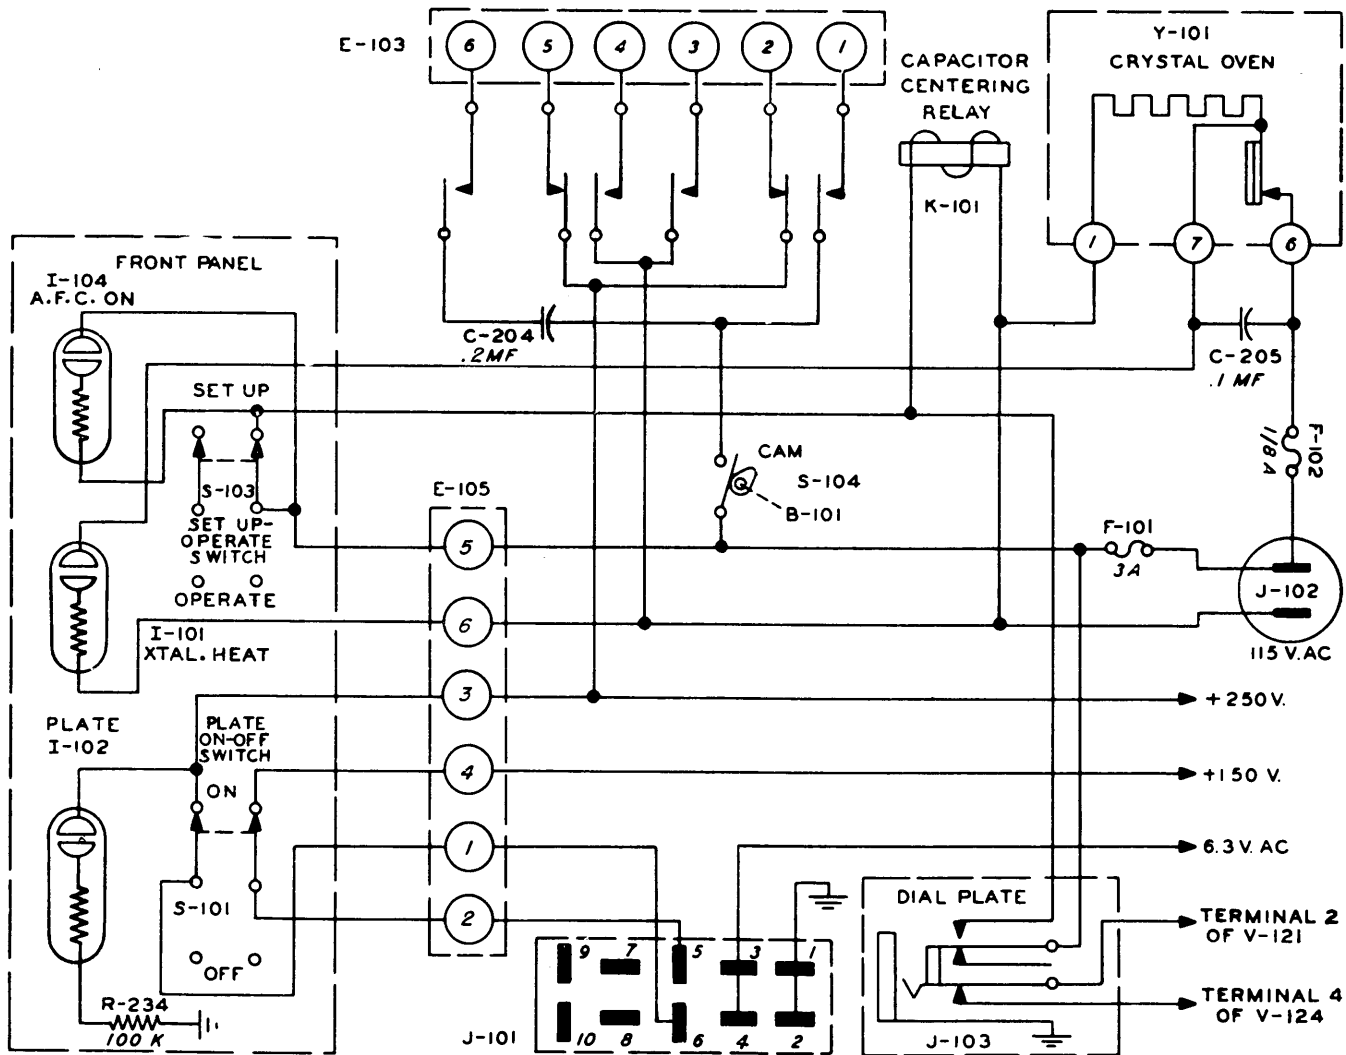 E-103
6 5 4 3 2 1
CAPACITOR
CENTERING
RELAY
K-101
Y-101
CRYSTAL OVEN
1 7 6
FRONT PANEL
I-104
A.F.C. ON
C-204
.2MF
C-205
.1 MF
F-102
1/8 A
SET UP
S-103
SET UP-
OPERATE
SWITCH
OPERATE
CAM
S-104
B-101
E-105
5
6
3
4
1
2
F-101
3A
J-102
115 V.AC
I-101
XTAL. HEAT
PLATE
I-102
PLATE
ON-OFF
SWITCH
ON
S-101
OFF
R-234
100 K
+250V.
+150 V.
6.3 V. AC
DIAL PLATE
TERMINAL 2
OF V-121
TERMINAL 4
OF V-124
J-103
9 7 5 3 1
J-101
10 8 6 4 2